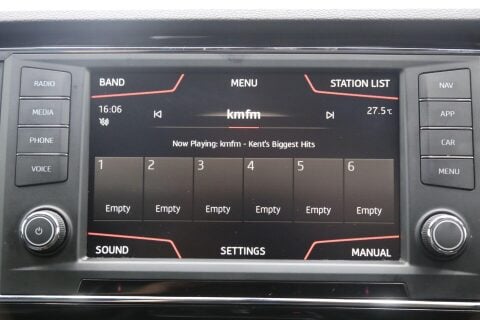 RADIO
MEDIA
PHONE
VOICE
BAND MENU STATION LIST
16:06 kmfm 27.5°C
Now Playing: kmfm - Kent's Biggest Hits
1 2 3 4 5 6
Empty Empty Empty Empty Empty Empty
SOUND SETTINGS MANUAL
NAV
APP
CAR
MENU